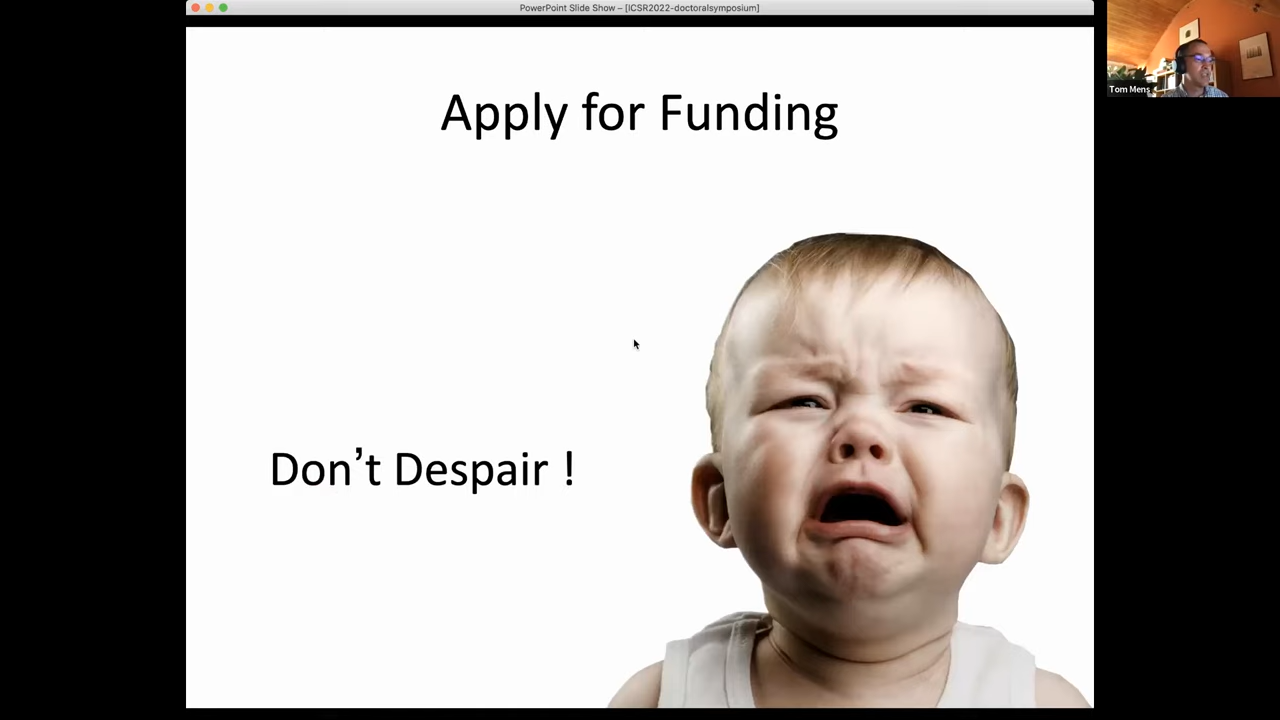 PowerPoint Slide Show – [ICSR2022-doctoralsymposium]
Apply for Funding
Don’t Despair !
Tom Mens